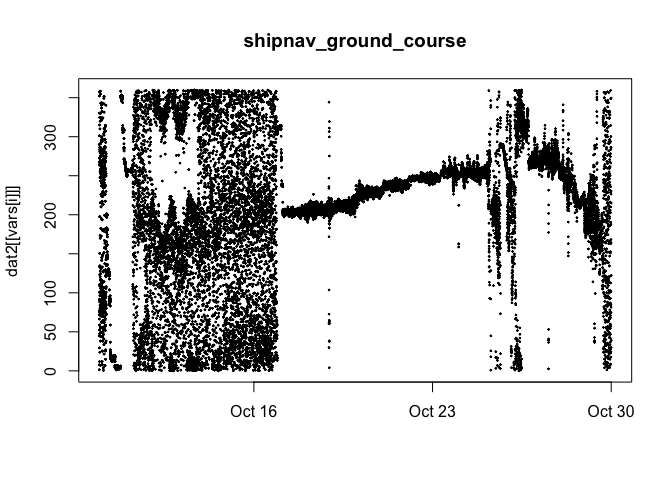 shipnav_ground_course
dat2[[vars[i]]]
300
200
100
50
0
Oct 16
Oct 23
Oct 30